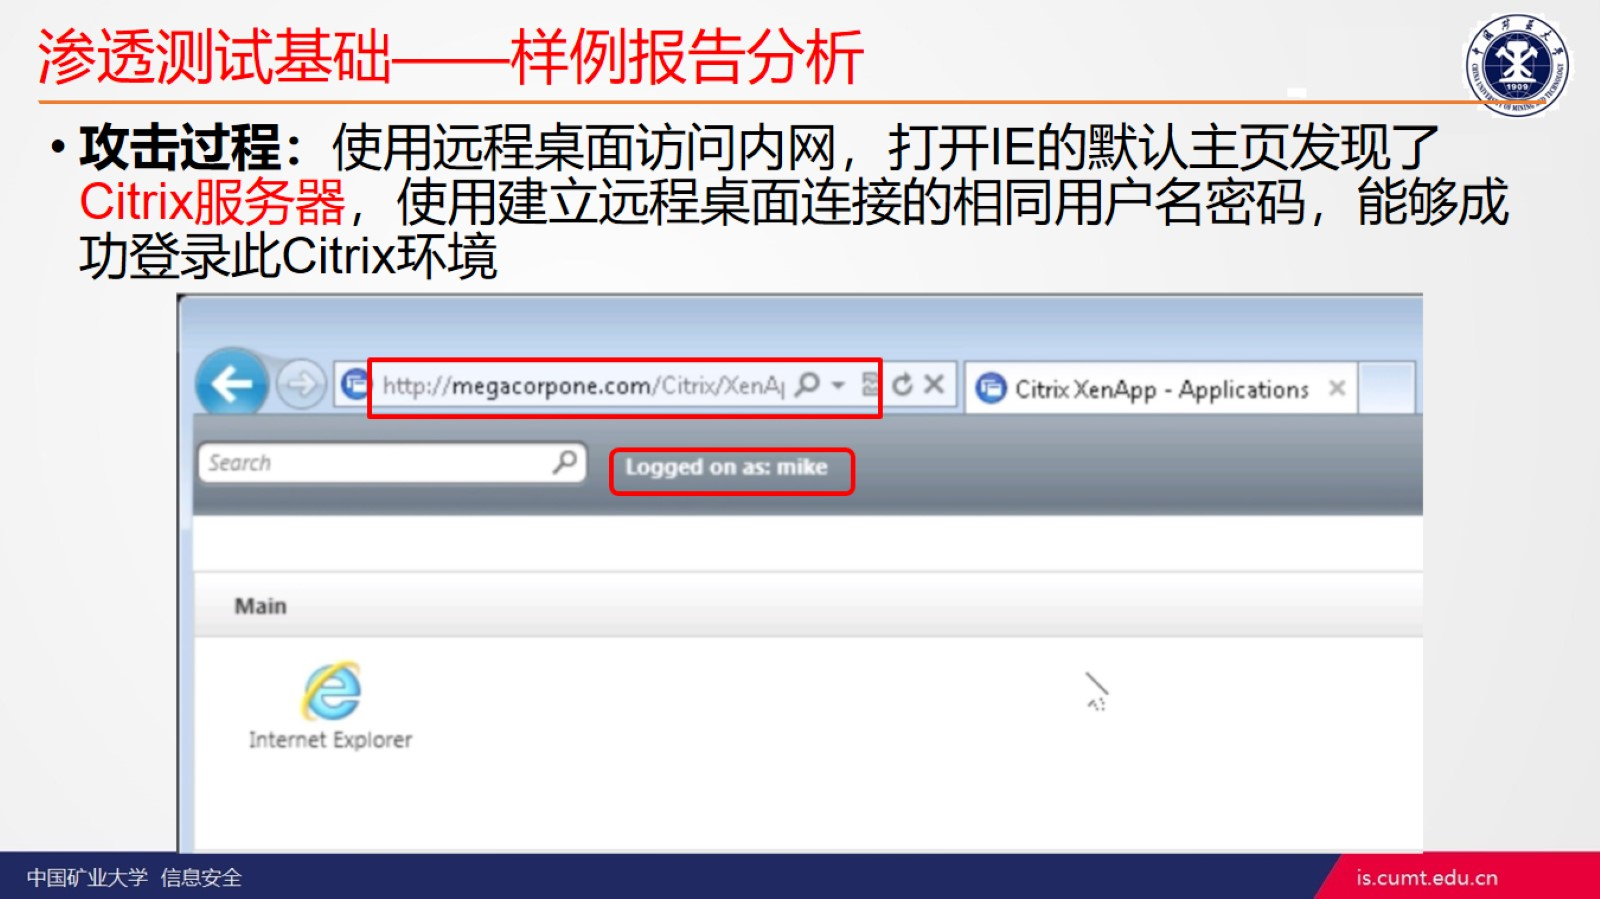 渗透测试基础——样例报告分析
• 攻击过程：使用远程桌面访问内网，打开IE的默认主页发现了
Citrix服务器，使用建立远程桌面连接的相同用户名密码，能够成
功登录此Citrix环境
http://megacorpone.com/Citrix/XenA
Citrix XenApp - Applications
Search
Logged on as: mike
Main
Internet Explorer
中国矿业大学 信息安全
is.cumt.edu.cn
1909